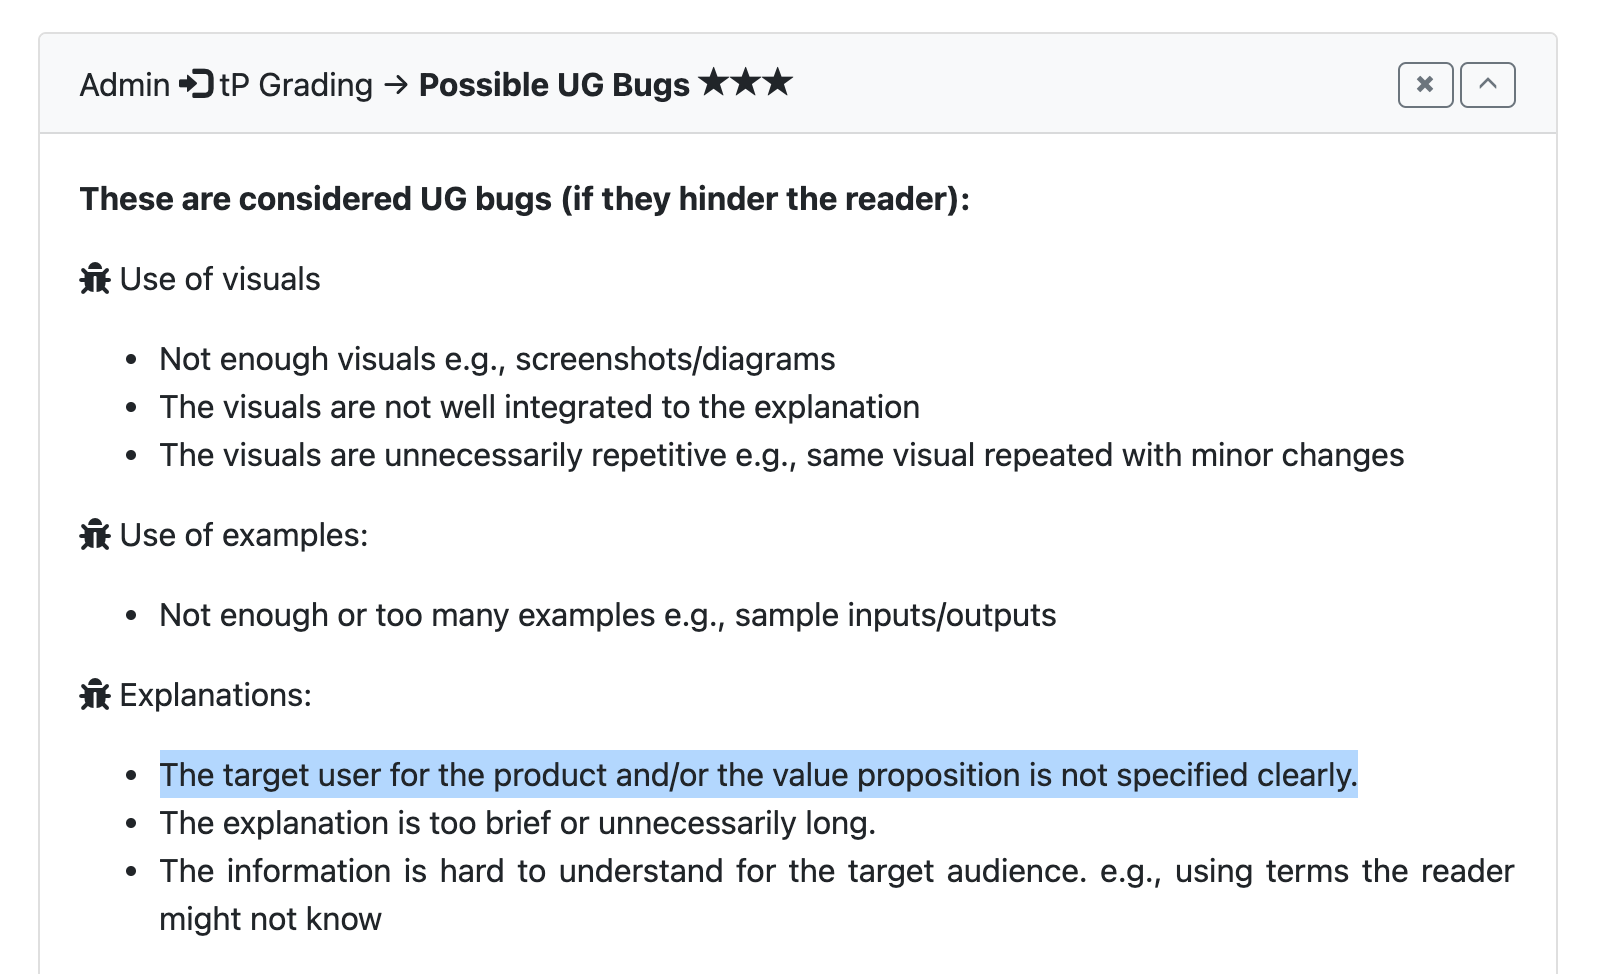 Admin tP Grading → Possible UG Bugs ★★★
These are considered UG bugs (if they hinder the reader):
Use of visuals
• Not enough visuals e.g., screenshots/diagrams
• The visuals are not well integrated to the explanation
• The visuals are unnecessarily repetitive e.g., same visual repeated with minor changes
Use of examples:
• Not enough or too many examples e.g., sample inputs/outputs
Explanations:
• The target user for the product and/or the value proposition is not specified clearly.
• The explanation is too brief or unnecessarily long.
• The information is hard to understand for the target audience. e.g., using terms the reader
might not know